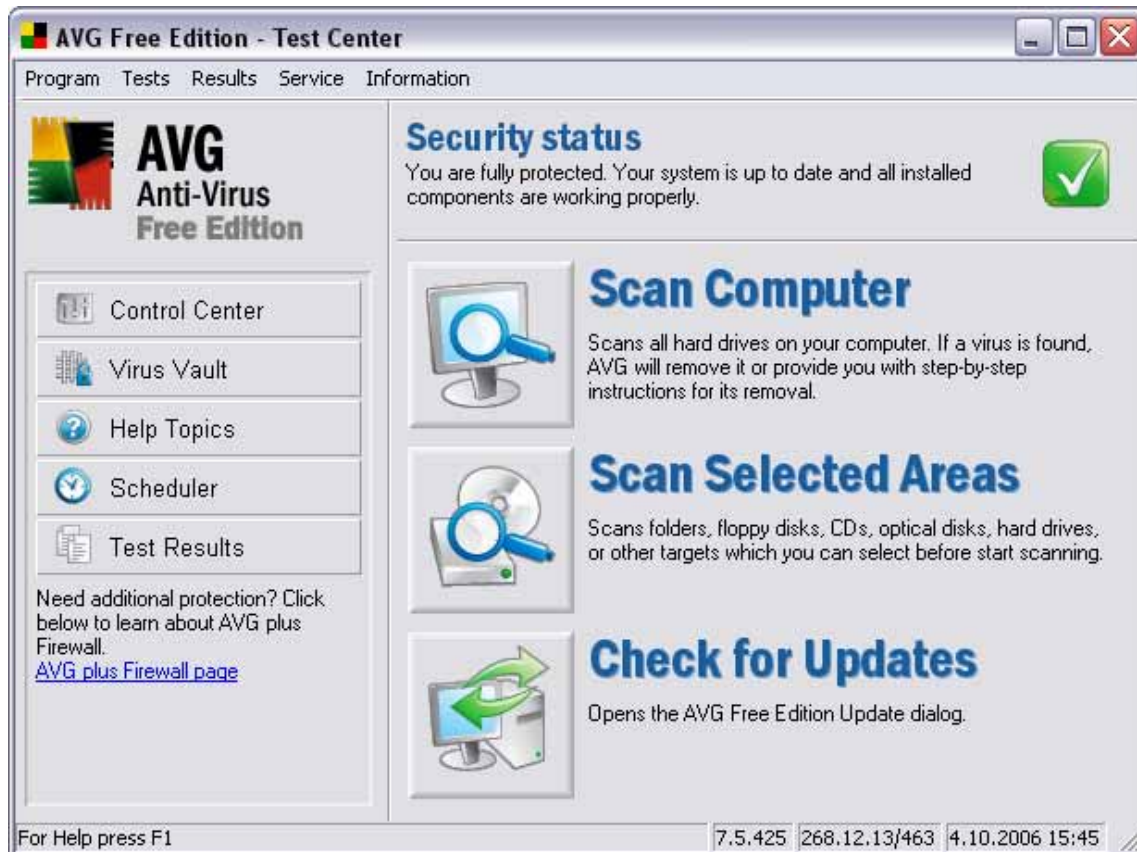 AVG Free Edition - Test Center
Program Tests Results Service Information
AVG
Anti-Virus
Free Edition
Control Center
Virus Vault
Help Topics
Scheduler
Test Results
Need additional protection? Click
below to learn about AVG plus
Firewall.
AVG plus Firewall page
Security status
You are fully protected. Your system is up to date and all installed
components are working properly.
Scan Computer
Scans all hard drives on your computer. If a virus is found,
AVG will remove it or provide you with step-by-step
instructions for its removal.
Scan Selected Areas
Scans folders, floppy disks, CDs, optical disks, hard drives,
or other targets which you can select before start scanning.
Check for Updates
Opens the AVG Free Edition Update dialog.
For Help press F1
7.5.425 268.12.13/463 4.10.2006 15:45